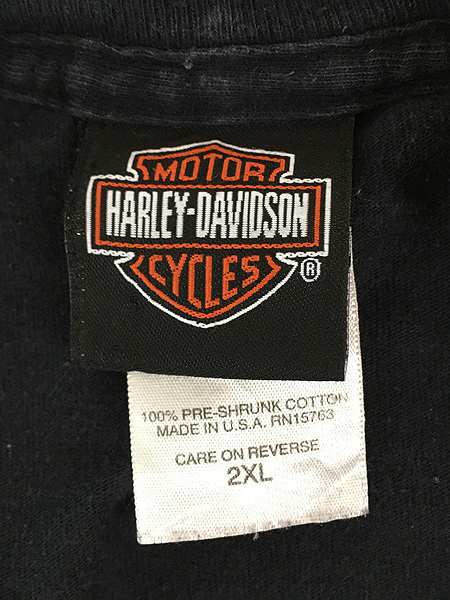 MOTOR
HARLEY-DAVIDSON
CYCLES
®
100% PRE-SHRUNK COTTON
MADE IN U.S.A. RN15763
CARE ON REVERSE
2XL